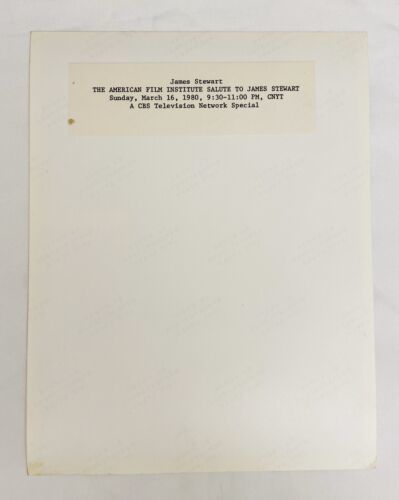 James Stewart
THE AMERICAN FILM INSTITUTE SALUTE TO JAMES STEWART
Sunday, March 16, 1980, 9:30-11:00 PM, CNYT
A CBS Television Network Special